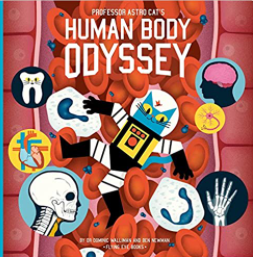 PROFESSOR ASTRO CAT'S
HUMAN BODY
ODYSSEY
BY DR DOMINIC WALLIMAN AND BEN NEWMAN
• FLYING EYE BOOKS •